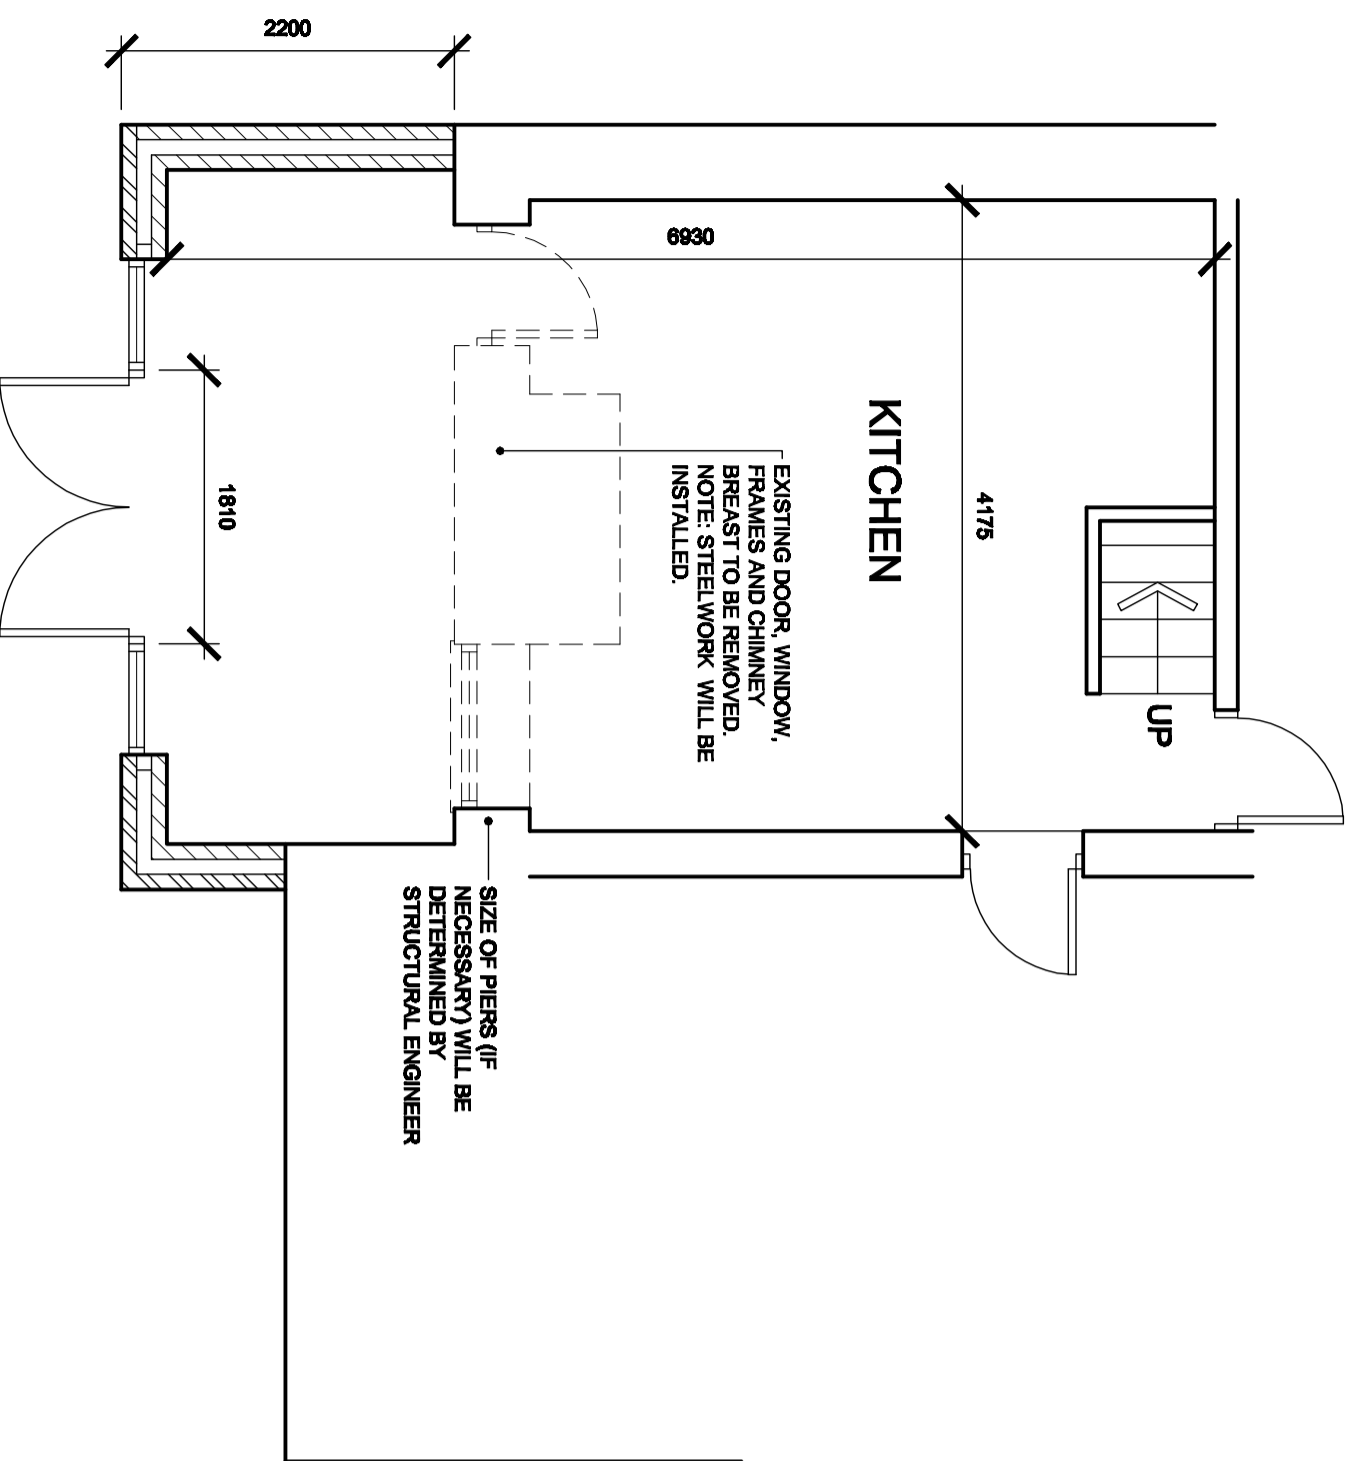 2200
6930
KITCHEN
4175
1810
EXISTING DOOR, WINDOW,
FRAMES AND CHIMNEY
BREAST TO BE REMOVED.
NOTE: STEELWORK WILL BE
INSTALLED.
UP
SIZE OF PIERS (IF
NECESSARY) WILL BE
DETERMINED BY
STRUCTURAL ENGINEER